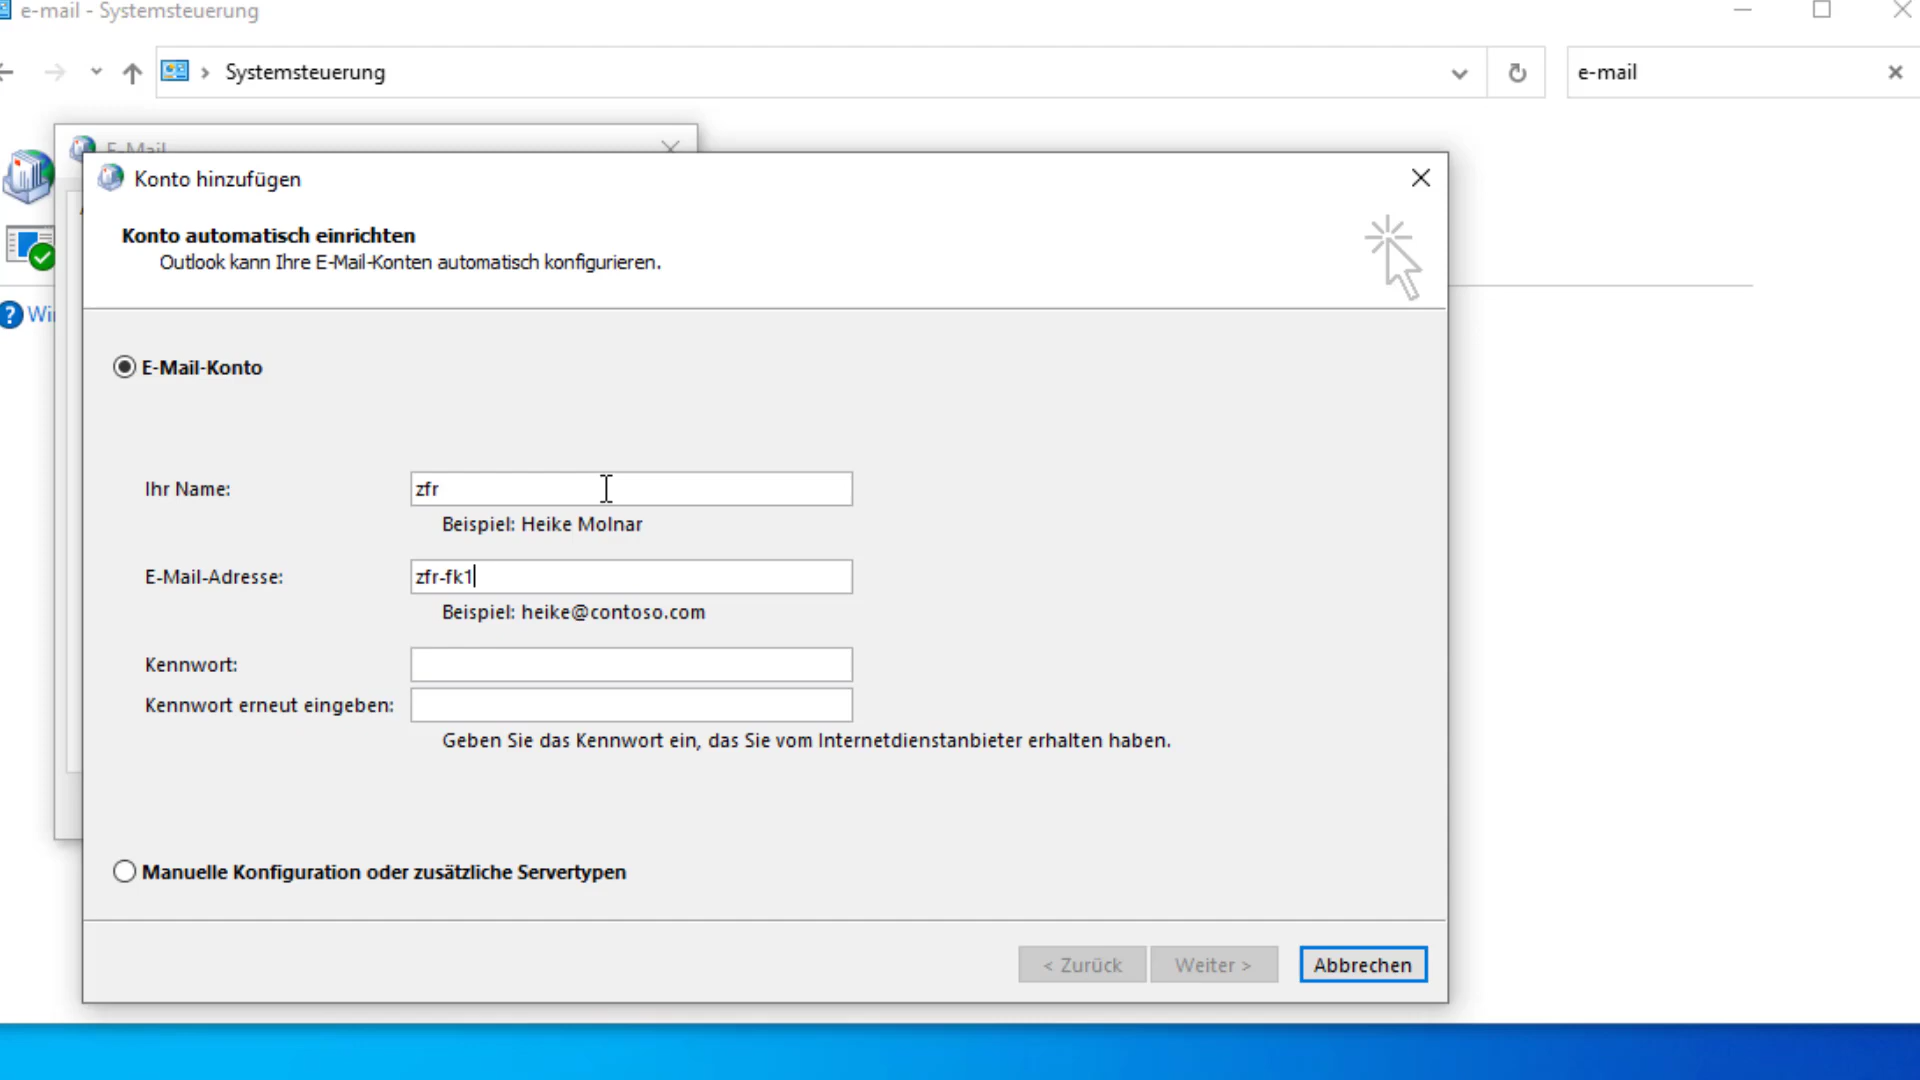 e-mail - Systemsteuerung
Systemsteuerung
e-mail
E-Mail
Konto hinzufügen
Konto automatisch einrichten
Outlook kann Ihre E-Mail-Konten automatisch konfigurieren.
Wi
E-Mail-Konto
Ihr Name:
zfr
Beispiel: Heike Molnar
E-Mail-Adresse:
zfr-fk1
Beispiel: heike@contoso.com
Kennwort:
Kennwort erneut eingeben:
Geben Sie das Kennwort ein, das Sie vom Internetdienstanbieter erhalten haben.
Manuelle Konfiguration oder zusätzliche Servertypen
< Zurück
Weiter >
Abbrechen